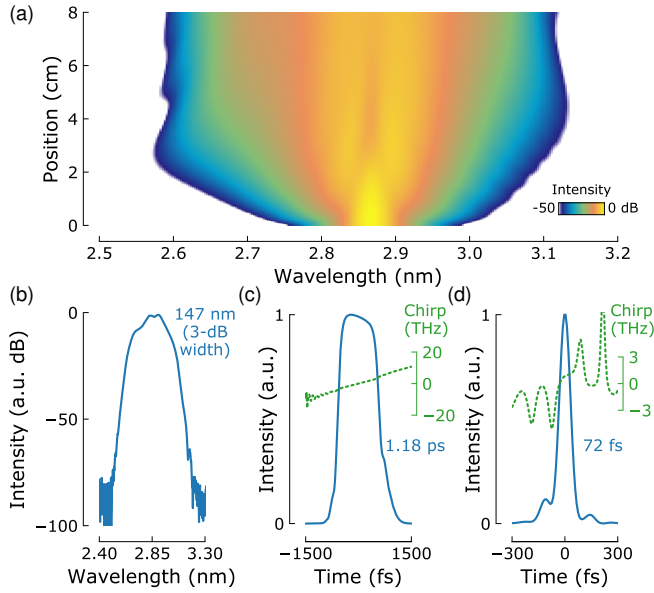 (a)
Position (cm)
8
6
4
2
0
Intensity
-50
0 dB
2.5
2.6
2.7
2.8
2.9
3.0
3.1
3.2
Wavelength (nm)
(b)
Intensity (a.u. dB)
0
−50
−100
147 nm
(3-dB
width)
2.40
2.85
3.30
Wavelength (nm)
(c)
Intensity (a.u.)
1
0
Chirp
(THz)
20
0
−20
1.18 ps
−1500
1500
Time (fs)
(d)
Intensity (a.u.)
1
0
Chirp
(THz)
3
0
−3
72 fs
−300
0
300
Time (fs)